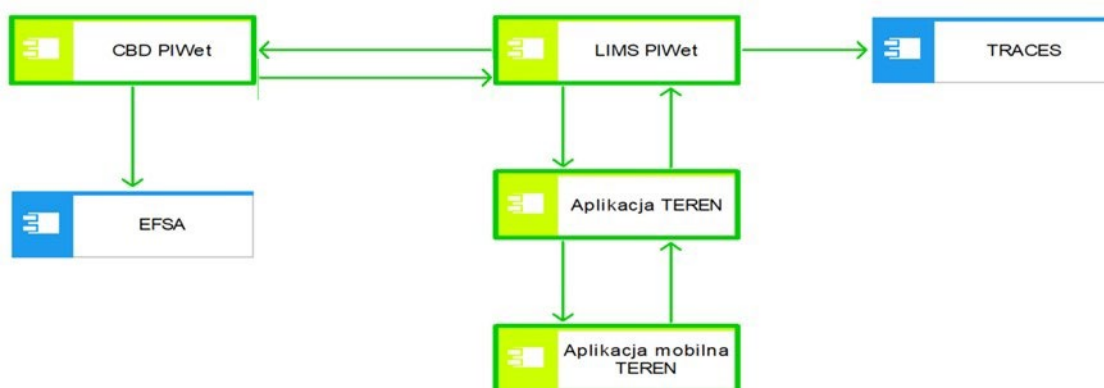 CBD PIWet
LIMS PIWet
TRACES
Aplikacja TEREN
EFSA
Aplikacja mobilna
TEREN